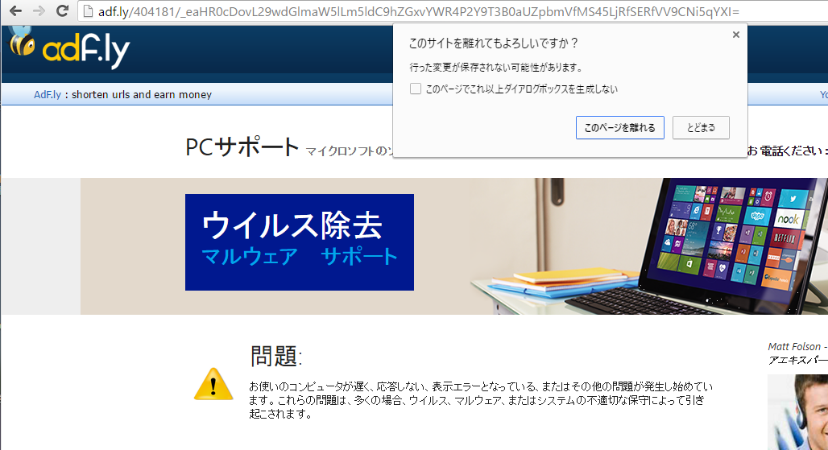 adf.ly/404181/_eaHR0cDovL29wdGlmaW5lLm5ldC9hZGxvYWR4P2Y9T3B0aUZpbmVfMS45LjRfSERfVV9CNi5qYXI=
adf.ly
このサイトを離れてもよろしいですか？
行った変更が保存されない可能性があります。
このページでこれ以上ダイアログボックスを生成しない
このページを離れる とどまる
AdF.ly : shorten urls and earn money
PCサポート マイクロソフトの
お電話ください:
ウイルス除去
マルウェア サポート
nook
NETFLIX
問題:
お使いのコンピュータが遅く、応答しない、表示エラーとなっている、またはその他の問題が発生し始めてい
ます。これらの問題は、多くの場合、ウイルス、マルウェア、またはシステムの不適切な保守によって引き
起こされます。
Matt Folson -
アエキスパー